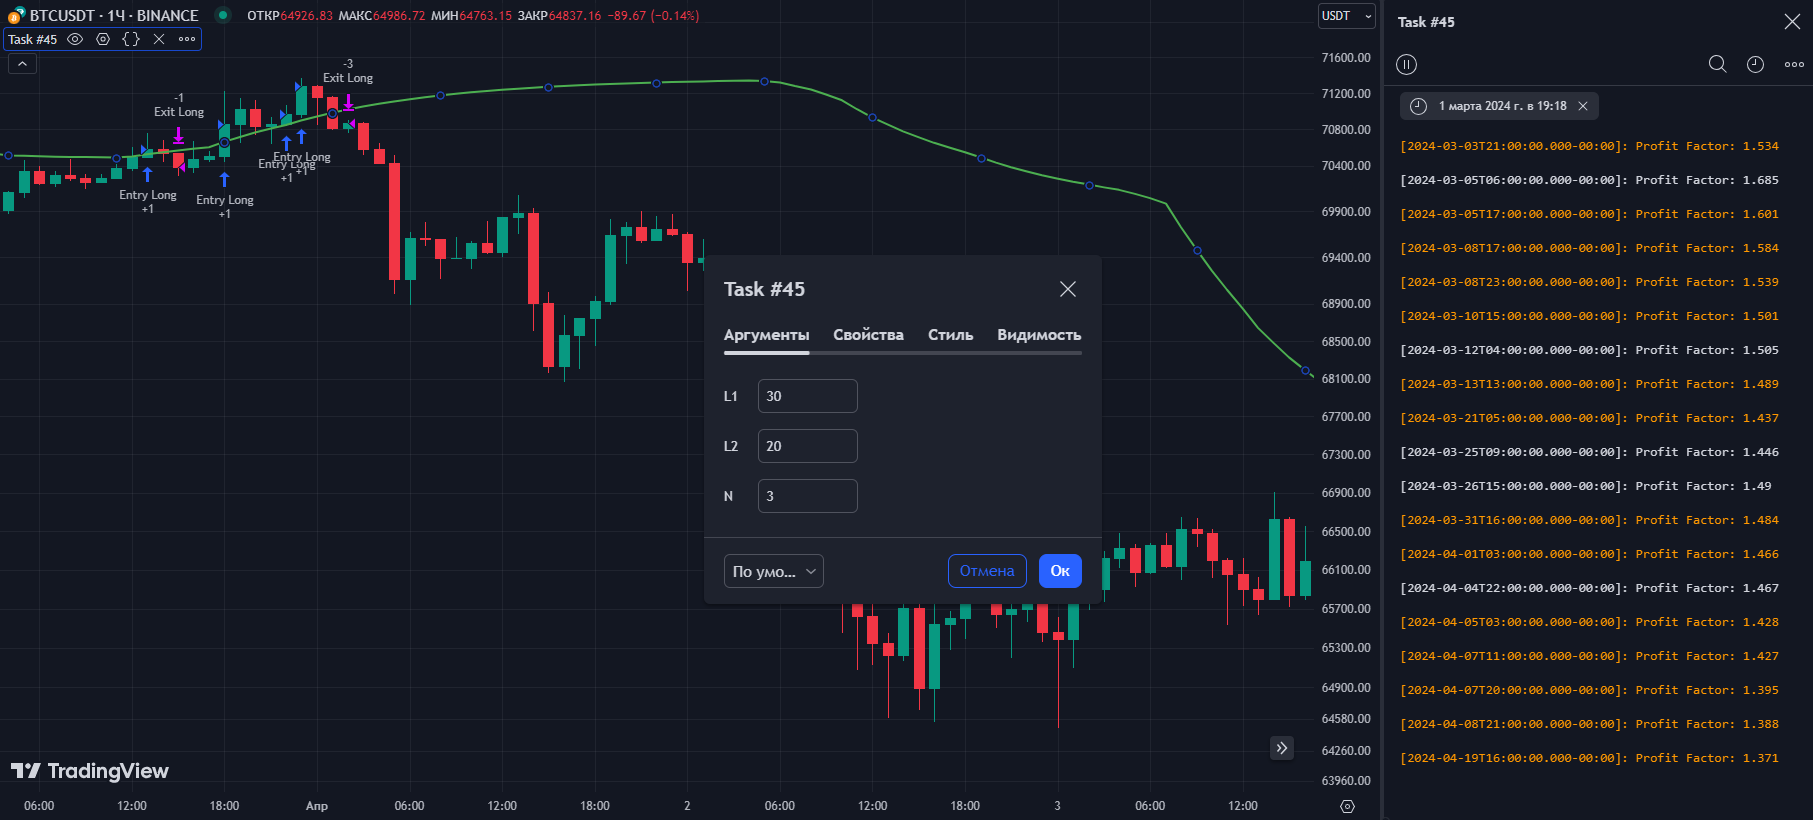 BTCUSDT · 1Ч · BINANCE ОТКР64926.83 МАКС64986.72 МИН64763.15 ЗАКР64837.16 −89.67 (−0.14%)
USDT
Task #45
-3
Exit Long
-1
Exit Long
Entry Long
+1
Entry Long
+1
Entry Long
+1
Entry Long
+1
71600.00
71200.00
70800.00
70400.00
69900.00
69400.00
68900.00
68500.00
68100.00
67700.00
67300.00
66900.00
66500.00
66100.00
65700.00
65300.00
64900.00
64580.00
64260.00
63960.00
Task #45
Аргументы Свойства Стиль Видимость
L1 30
L2 20
N 3
По умо... Отмена Ок
TradingView
06:00 12:00 18:00 Апр 06:00 12:00 18:00 2 06:00 12:00 18:00 3 06:00 12:00
Task #45
1 марта 2024 г. в 19:18
[2024-03-03T21:00:00.000-00:00]: Profit Factor: 1.534
[2024-03-05T06:00:00.000-00:00]: Profit Factor: 1.685
[2024-03-05T17:00:00.000-00:00]: Profit Factor: 1.601
[2024-03-08T17:00:00.000-00:00]: Profit Factor: 1.584
[2024-03-08T23:00:00.000-00:00]: Profit Factor: 1.539
[2024-03-10T15:00:00.000-00:00]: Profit Factor: 1.501
[2024-03-12T04:00:00.000-00:00]: Profit Factor: 1.505
[2024-03-13T13:00:00.000-00:00]: Profit Factor: 1.489
[2024-03-21T05:00:00.000-00:00]: Profit Factor: 1.437
[2024-03-25T09:00:00.000-00:00]: Profit Factor: 1.446
[2024-03-26T15:00:00.000-00:00]: Profit Factor: 1.49
[2024-03-31T16:00:00.000-00:00]: Profit Factor: 1.484
[2024-04-01T03:00:00.000-00:00]: Profit Factor: 1.466
[2024-04-04T22:00:00.000-00:00]: Profit Factor: 1.467
[2024-04-05T03:00:00.000-00:00]: Profit Factor: 1.428
[2024-04-07T11:00:00.000-00:00]: Profit Factor: 1.427
[2024-04-07T20:00:00.000-00:00]: Profit Factor: 1.395
[2024-04-08T21:00:00.000-00:00]: Profit Factor: 1.388
[2024-04-19T16:00:00.000-00:00]: Profit Factor: 1.371